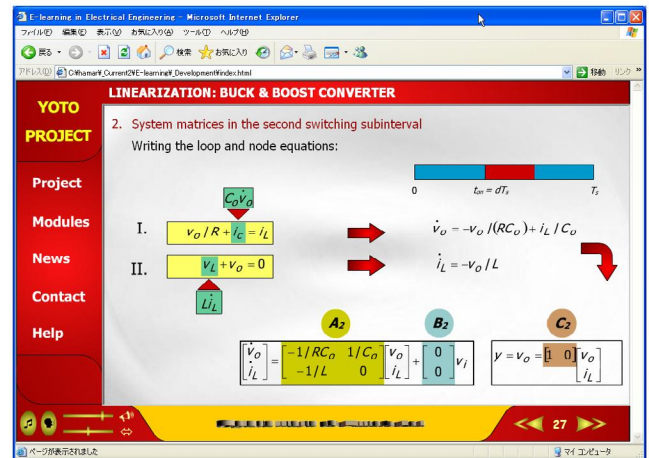 E-learning in Electrical Engineering - Microsoft Internet Explorer
ファイル(F) 編集(E) 表示(V) お気に入り(A) ツール(T) ヘルプ(H)
戻る 検索 お気に入り
アドレス(D) C:¥hamar¥_Current2¥E-learning¥_Development¥index.html 移動 リンク »
YOTO
PROJECT
Project
Modules
News
Contact
Help
LINEARIZATION: BUCK & BOOST CONVERTER
2. System matrices in the second switching subinterval
Writing the loop and node equations:
0 t_on = dT_s T_s
C_o v̇_o
I. v_o / R + i_c = i_L
v̇_o = -v_o /(RC_o) + i_L / C_o
II. v_L + v_o = 0
i̇_L = -v_o / L
L i̇_L
A₂ B₂ C₂
[v̇_o i̇_L] = [-1/RC_o 1/C_o -1/L 0] [v_o i_L] + [0 0] v_i
y = v_o = [1 0] [v_o i_L]
<< 27 >>
ページが表示されました マイ コンピュータ